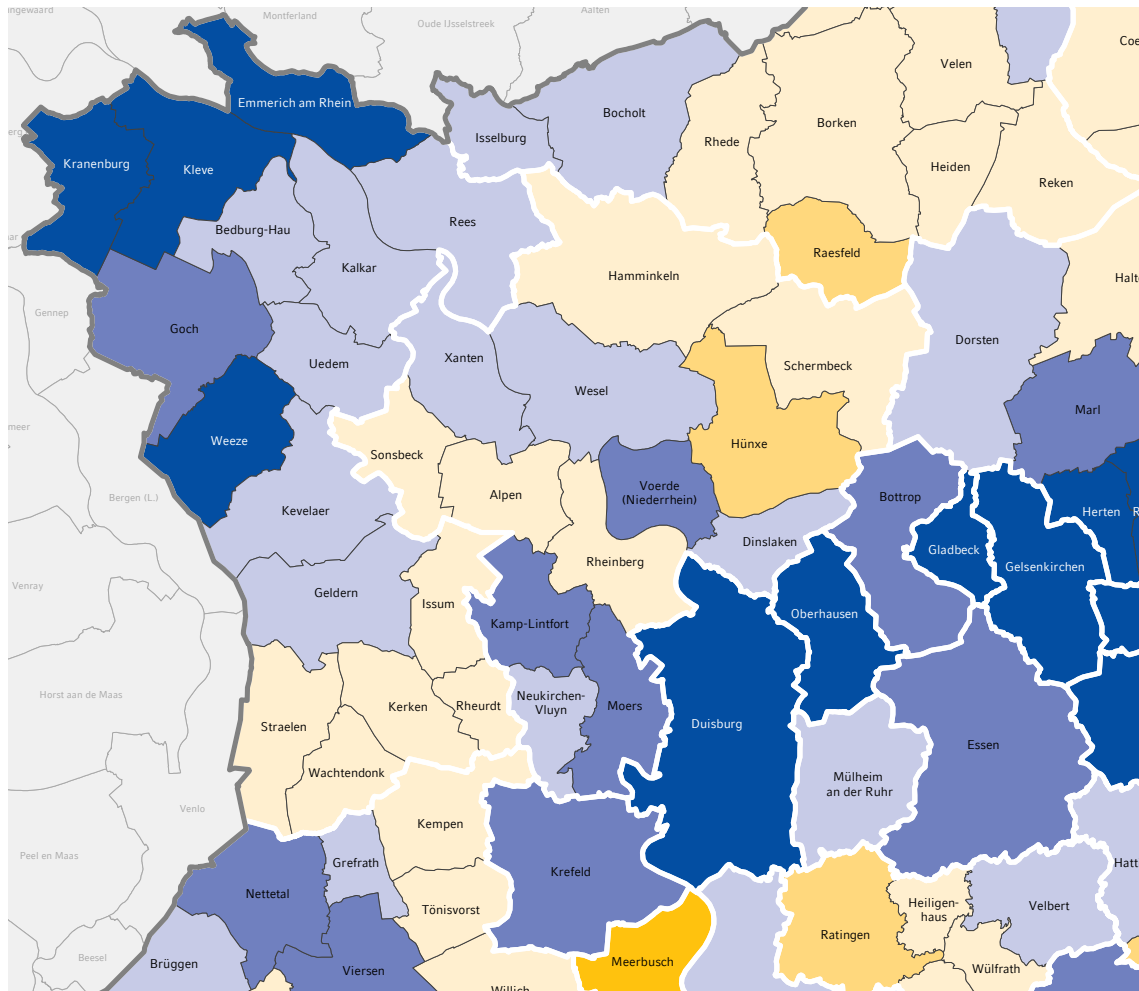 Montferland
Aalten
Oude IJsselstreek
Velen
Emmerich am Rhein
Bocholt
Borken
Isselburg
Rhede
Kranenburg
Kleve
Heiden
Reken
Rees
Bedburg-Hau
Raesfeld
Kalkar
Hamminkeln
Gennep
Goch
Dorsten
Xanten
Uedem
Schermbeck
Wesel
Marl
Weeze
Hünxe
Sonsbeck
Voerde
(Niederrhein)
Alpen
Bergen (L.)
Bottrop
Kevelaer
Herten
Dinslaken
Gladbeck
Rheinberg
Gelsenkirchen
Venray
Geldern
Issum
Oberhausen
Kamp-Lintfort
Horst aan de Maas
Neukirchen-
Vluyn
Kerken
Rheurdt
Moers
Straelen
Duisburg
Essen
Wachtendonk
Mülheim
an der Ruhr
Venlo
Kempen
Peel en Maas
Grefrath
Krefeld
Nettetal
Heiligen-
haus
Tönisvorst
Velbert
Ratingen
Beesel
Brüggen
Meerbusch
Viersen
Wülfrath
Willich